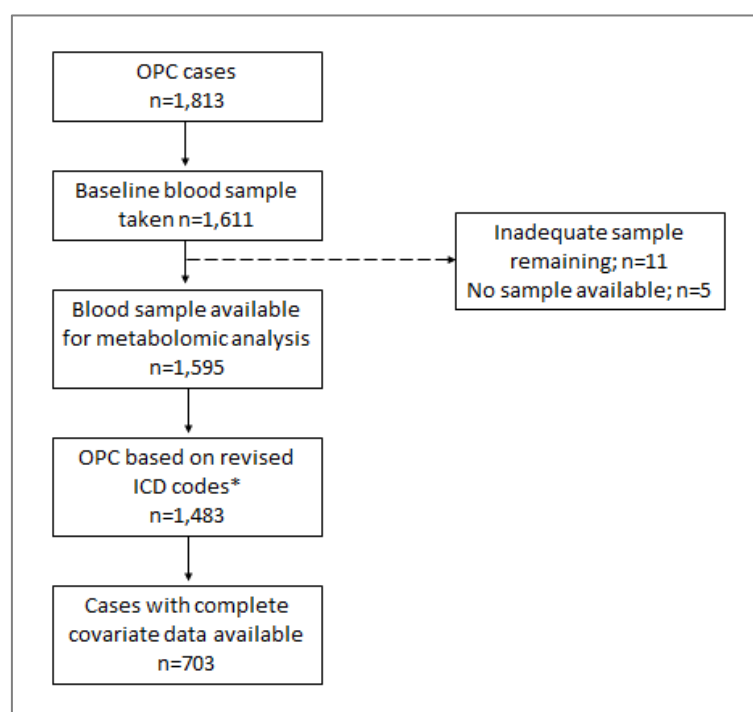 OPC cases
n=1,813
Baseline blood sample
taken n=1,611
Inadequate sample
remaining; n=11
No sample available; n=5
Blood sample available
for metabolomic analysis
n=1,595
OPC based on revised
ICD codes*
n=1,483
Cases with complete
covariate data available
n=703